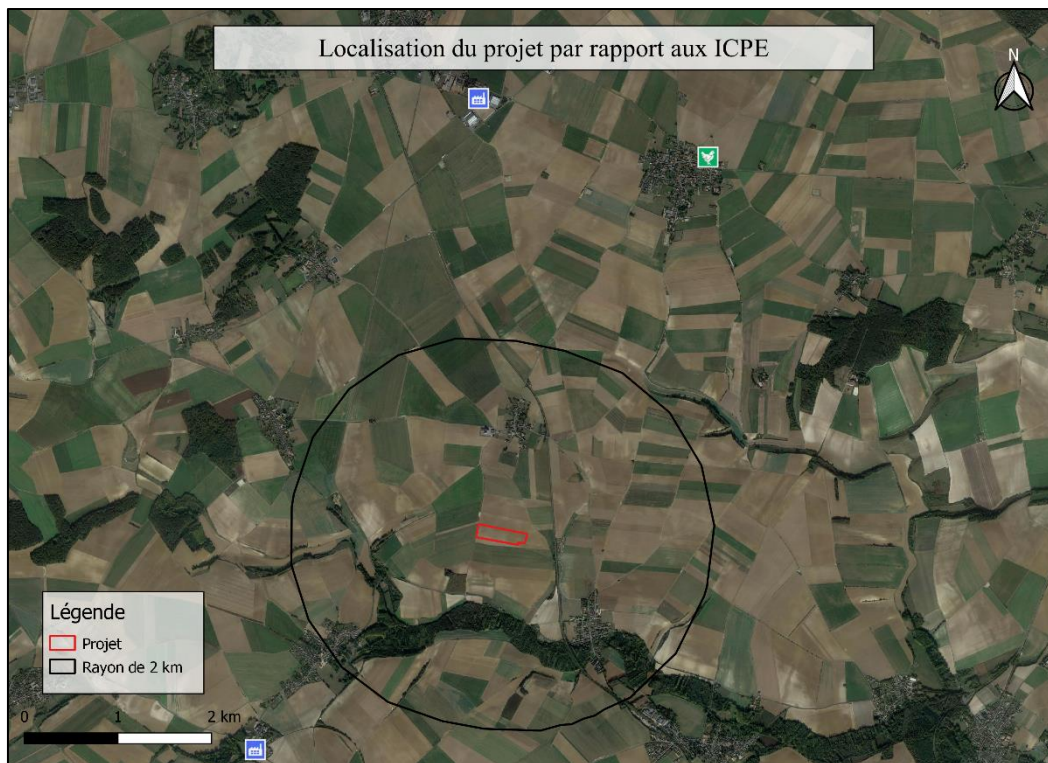 Localisation du projet par rapport aux ICPE
N
Légende
Projet
Rayon de 2 km
0 1 2 km